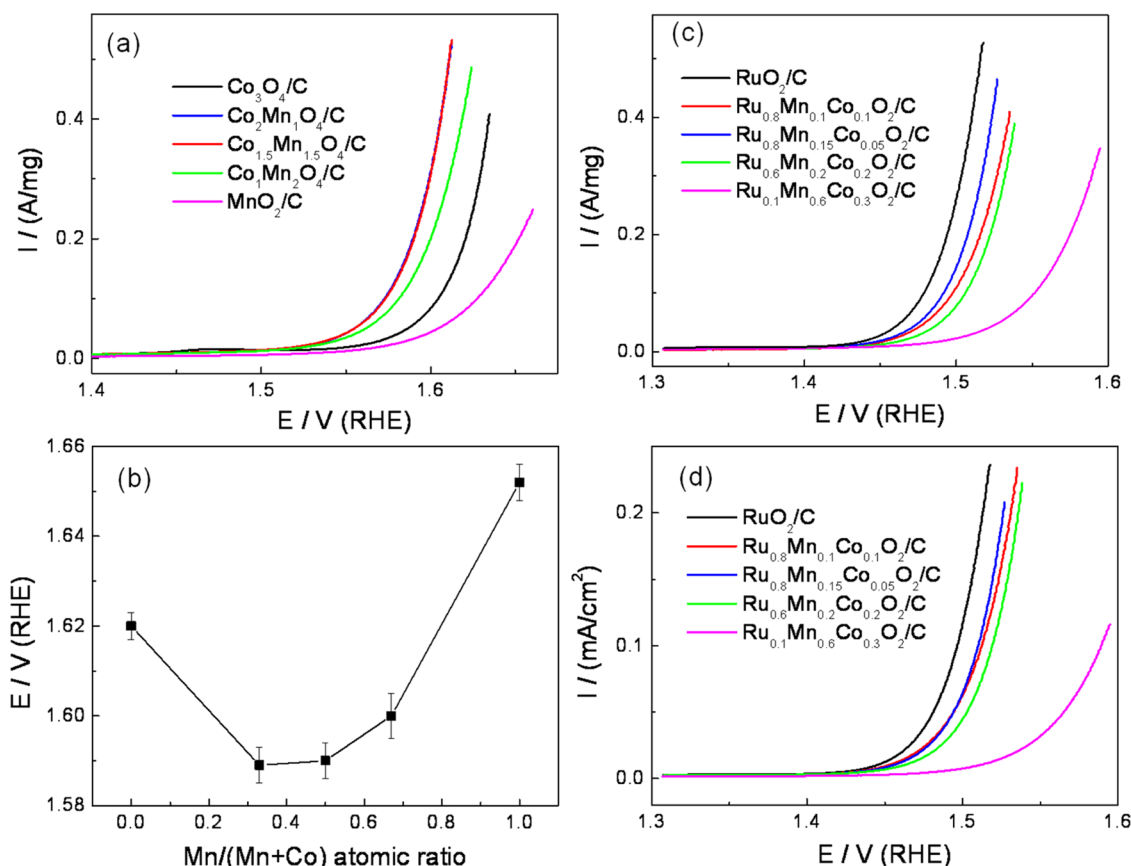 (a)
Co3O4/C
Co2Mn1O4/C
Co1.5Mn1.5O4/C
Co1Mn2O4/C
MnO2/C
I / (A/mg)
0.4
0.2
0.0
1.4
1.5
1.6
E / V (RHE)
(c)
RuO2/C
Ru0.8Mn0.1Co0.1O2/C
Ru0.8Mn0.15Co0.05O2/C
Ru0.6Mn0.2Co0.2O2/C
Ru0.1Mn0.6Co0.3O2/C
I / (A/mg)
0.4
0.2
0.0
1.3
1.4
1.5
1.6
E / V (RHE)
(b)
E / V (RHE)
1.66
1.64
1.62
1.60
1.58
0.0
0.2
0.4
0.6
0.8
1.0
Mn/(Mn+Co) atomic ratio
(d)
RuO2/C
Ru0.8Mn0.1Co0.1O2/C
Ru0.8Mn0.15Co0.05O2/C
Ru0.6Mn0.2Co0.2O2/C
Ru0.1Mn0.6Co0.3O2/C
I / (mA/cm²)
0.2
0.1
0.0
1.3
1.4
1.5
1.6
E / V (RHE)